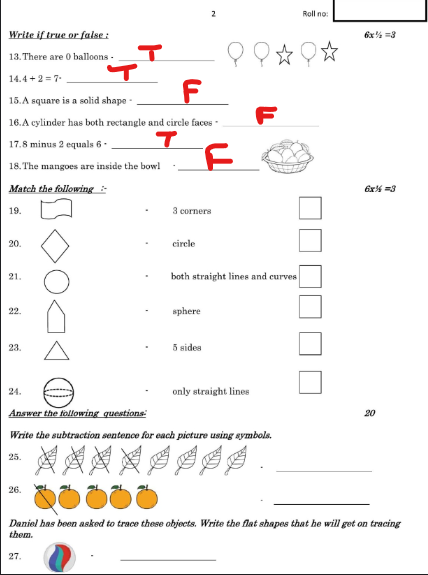 2 Roll no:
Write if true or false : 6x½ =3
13.There are 0 balloons - T
14.4 + 2 = 7- T
15.A square is a solid shape - F
16.A cylinder has both rectangle and circle faces - F
17.8 minus 2 equals 6 - T
18.The mangoes are inside the bowl - F
Match the following :- 6x½ =3
19. - 3 corners
20. - circle
21. - both straight lines and curves
22. - sphere
23. - 5 sides
24. - only straight lines
Answer the following questions- 20
Write the subtraction sentence for each picture using symbols.
25. -
26. -
Daniel has been asked to trace these objects. Write the flat shapes that he will get on tracing
them.
27. -